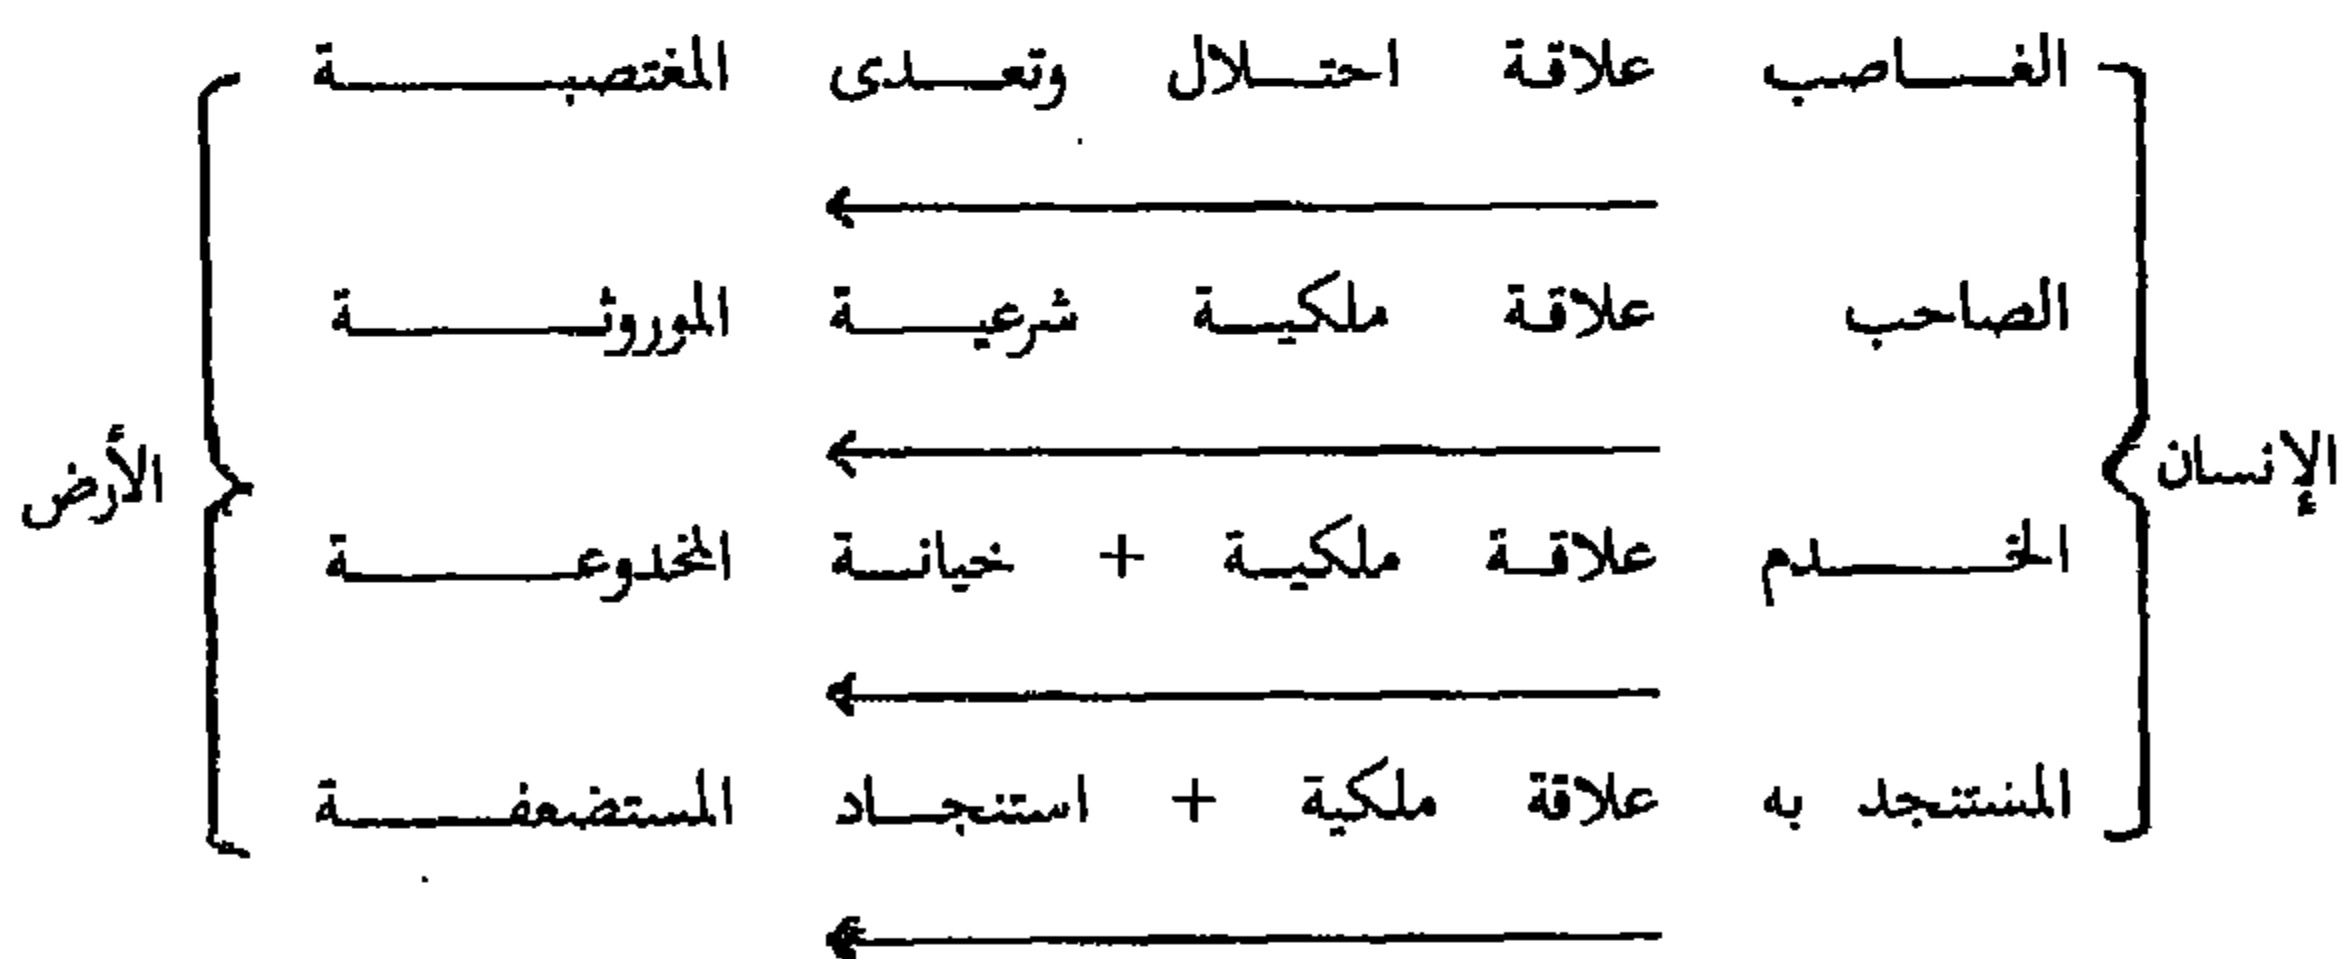 الغاصب علاقة احتلال وتعدى المغتصبة
الصاحب علاقة ملكية شرعية الموروثة
الإنسان
الأرض
الخدم علاقة ملكية + خيانة المخدوعة
المستنجد به علاقة ملكية + استنجاد المستضعفة